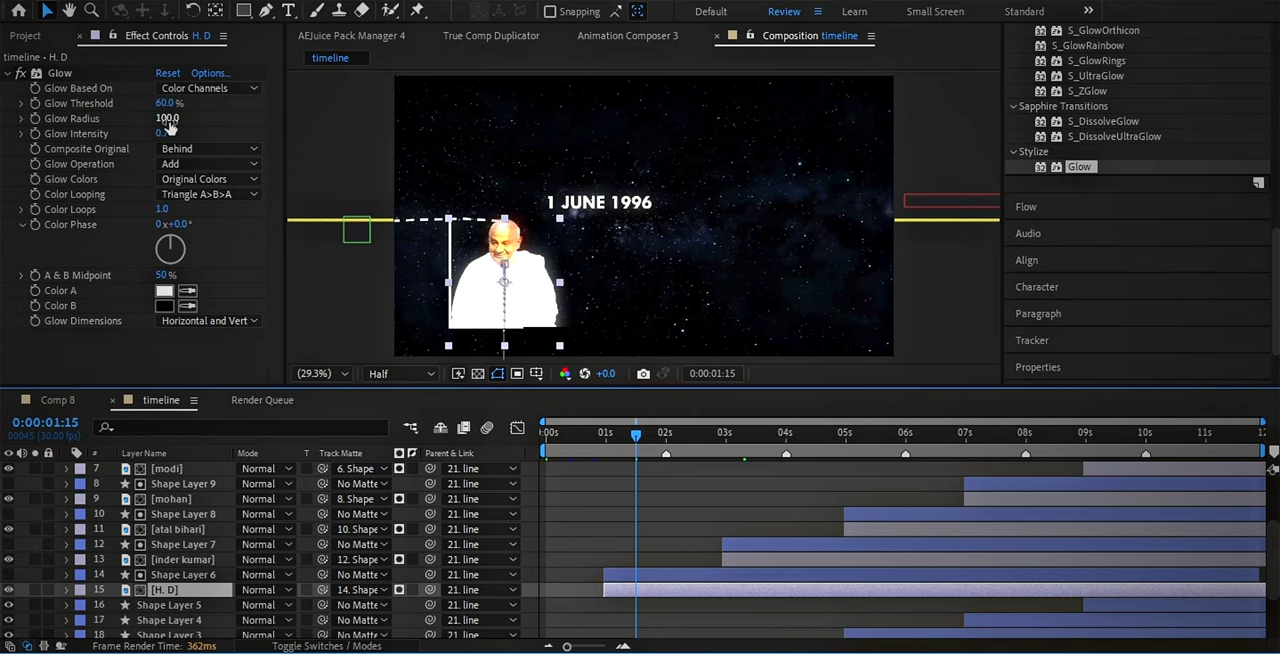 Snapping
Default
Review
Learn
Small Screen
Standard
Project
Effect Controls H. D
timeline • H. D
fx Glow
Reset
Options...
Glow Based On
Color Channels
Glow Threshold
60.0 %
Glow Radius
100.0
Glow Intensity
Composite Original
Behind
Glow Operation
Add
Glow Colors
Original Colors
Color Looping
Triangle A>B>A
Color Loops
1.0
Color Phase
0 x+0.0 °
A & B Midpoint
50 %
Color A
Color B
Glow Dimensions
Horizontal and Vert
AEJuice Pack Manager 4
True Comp Duplicator
Animation Composer 3
Composition timeline
timeline
1 JUNE 1996
(29.3%)
Half
+0.0
0:00:01:15
S_GlowOrthicon
S_GlowRainbow
S_GlowRings
S_UltraGlow
S_ZGlow
Sapphire Transitions
S_DissolveGlow
S_DissolveUltraGlow
Stylize
Glow
Flow
Audio
Align
Character
Paragraph
Tracker
Properties
Comp 8
timeline
Render Queue
0:00:01:15
00045 (30.00 fps)
:00s 01s 02s 03s 04s 05s 06s 07s 08s 09s 10s 11s 12
# Layer Name Mode T Track Matte Parent & Link
7 [modi] Normal 6. Shape 21. line
8 Shape Layer 9 Normal No Matte 21. line
9 [mohan] Normal 8. Shape 21. line
10 Shape Layer 8 Normal No Matte 21. line
11 [atal bihari] Normal 10. Shape 21. line
12 Shape Layer 7 Normal No Matte 21. line
13 [inder kumar] Normal 12. Shape 21. line
14 Shape Layer 6 Normal No Matte 21. line
15 [H. D] Normal 14. Shape 21. line
16 Shape Layer 5 Normal No Matte 21. line
17 Shape Layer 4 Normal No Matte 21. line
18 Shape Layer 3 Normal No Matte 21. line
Frame Render Time: 362ms
Toggle Switches / Modes